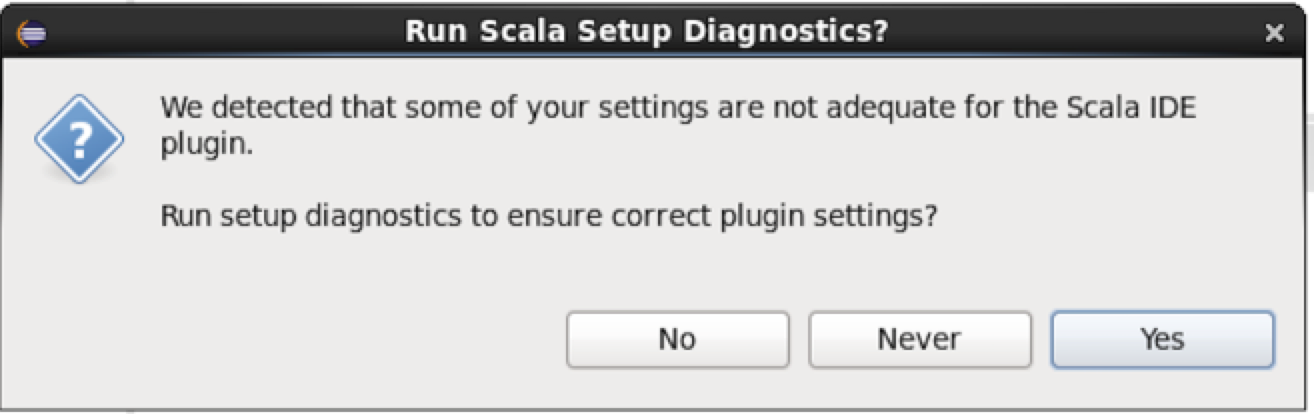 Run Scala Setup Diagnostics?
We detected that some of your settings are not adequate for the Scala IDE
plugin.
Run setup diagnostics to ensure correct plugin settings?
No
Never
Yes